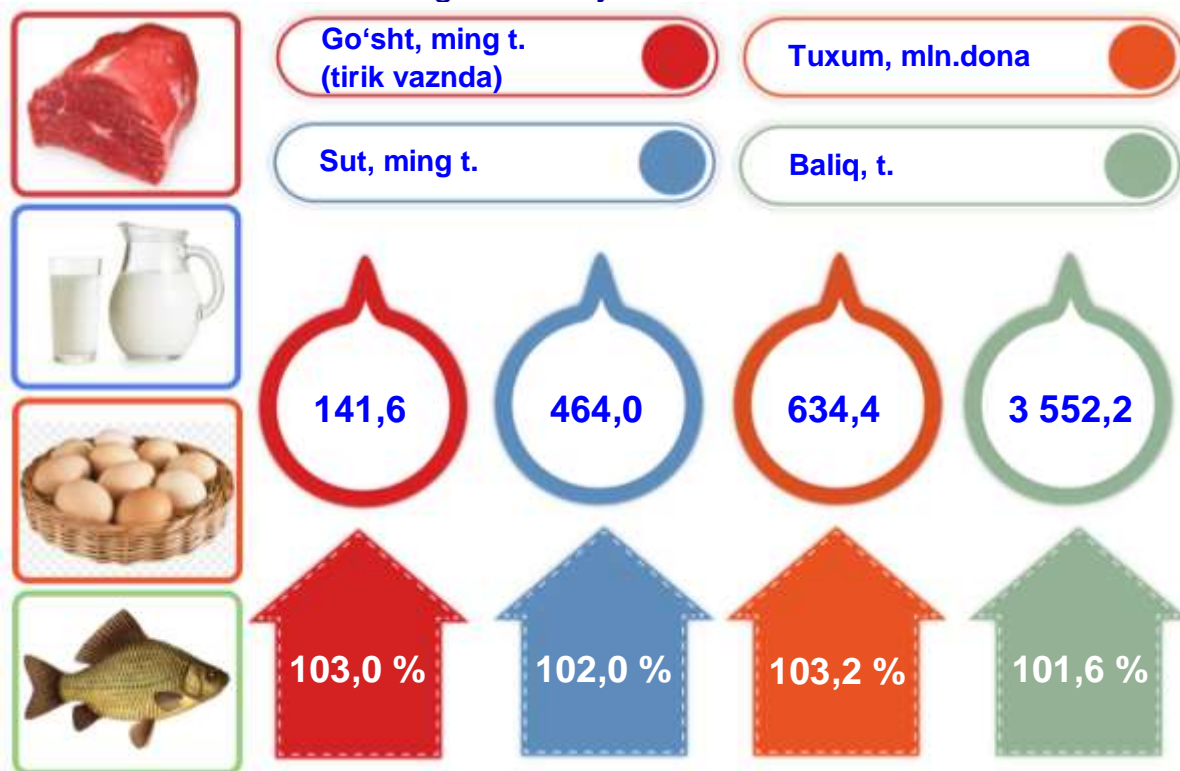 Go‘sht, ming t.
(tirik vaznda)
Tuxum, mln.dona
Sut, ming t.
Baliq, t.
141,6
464,0
634,4
3 552,2
103,0 %
102,0 %
103,2 %
101,6 %